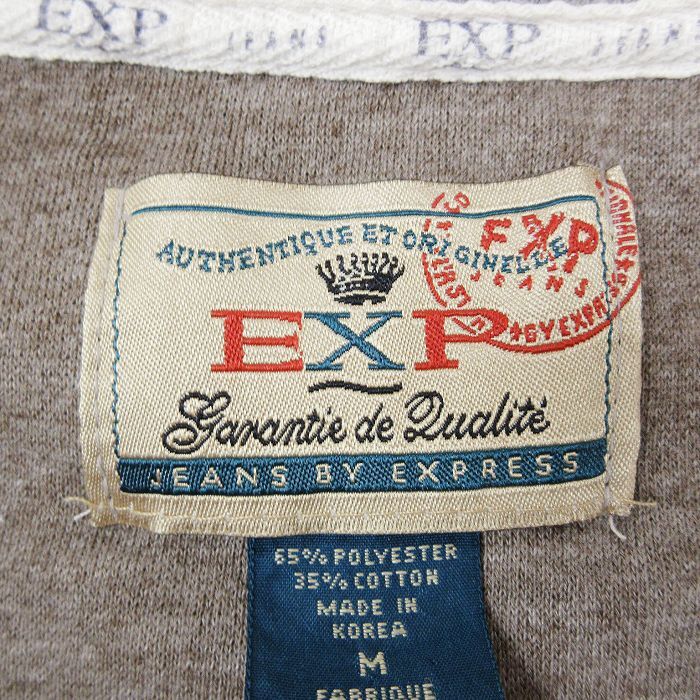 EXP JEANS EXP JEANS
AUTHENTIQUE ET ORIGINELLE
EXP
JEANS
BY EXPRESS
EXP
Garantie de Qualité
JEANS BY EXPRESS
65% POLYESTER
35% COTTON
MADE IN
KOREA
M
FABRIQUE